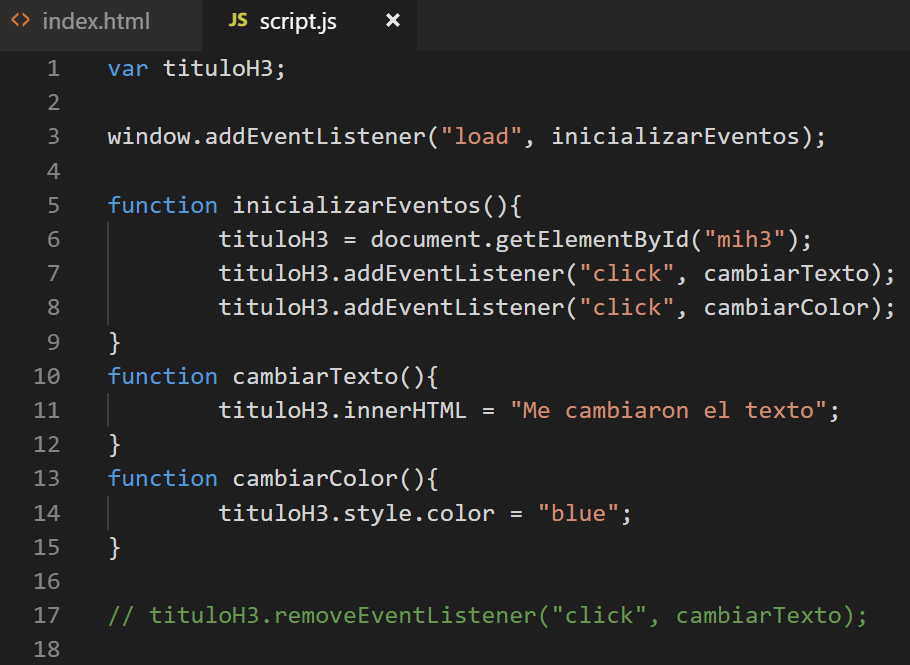 <> index.html JS script.js ×
1 var tituloH3;
2
3 window.addEventListener("load", inicializarEventos);
4
5 function inicializarEventos(){
6 tituloH3 = document.getElementById("mih3");
7 tituloH3.addEventListener("click", cambiarTexto);
8 tituloH3.addEventListener("click", cambiarColor);
9 }
10 function cambiarTexto(){
11 tituloH3.innerHTML = "Me cambiaron el texto";
12 }
13 function cambiarColor(){
14 tituloH3.style.color = "blue";
15 }
16
17 // tituloH3.removeEventListener("click", cambiarTexto);
18